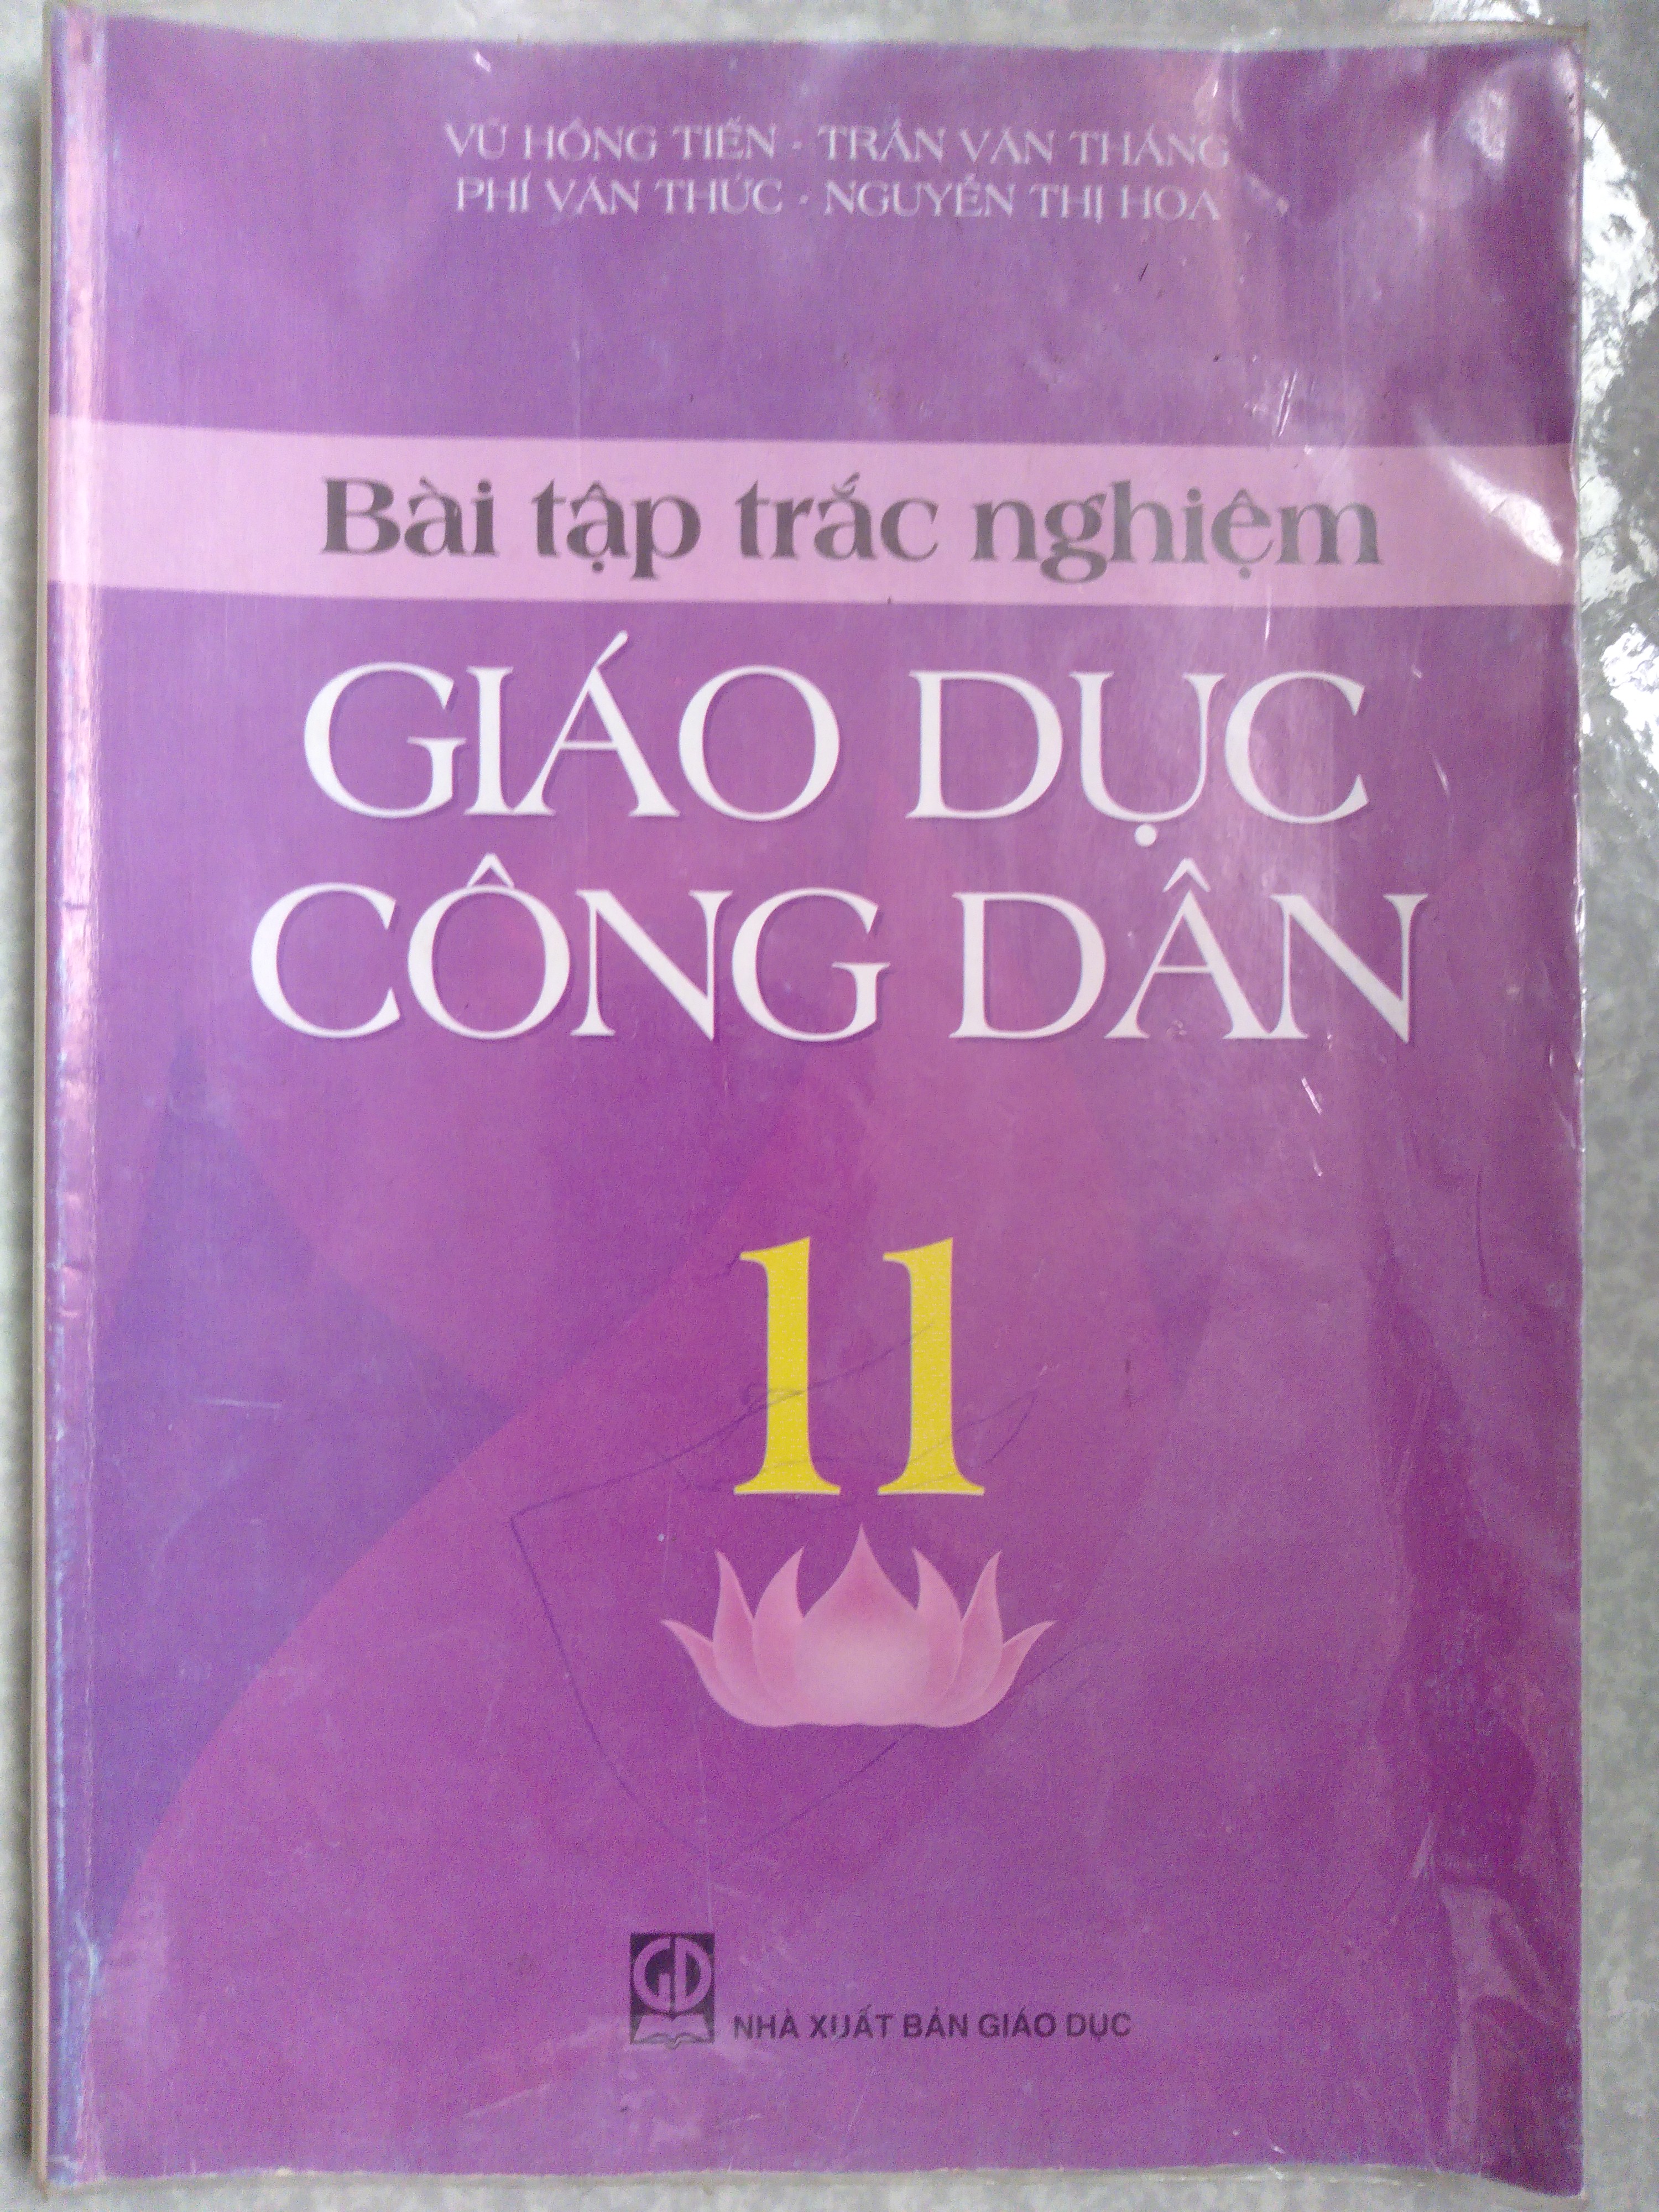 VŨ HỒNG TIẾN - TRẦN VĂN THẮNG
PHÍ VĂN THỨC - NGUYỄN THỊ HOA
Bài tập trắc nghiệm
GIÁO DỤC
CÔNG DÂN
11
GD
NHÀ XUẤT BẢN GIÁO DỤC